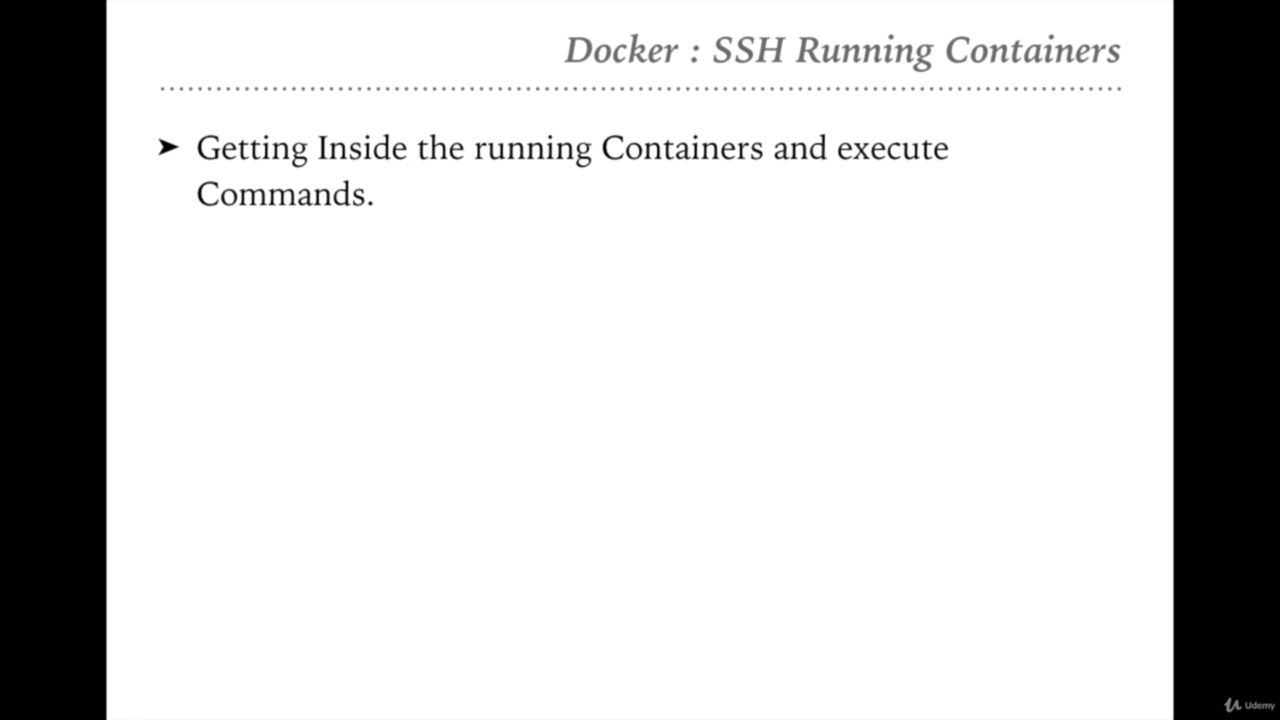 Docker : SSH Running Containers
➤ Getting Inside the running Containers and execute
Commands.
Udemy